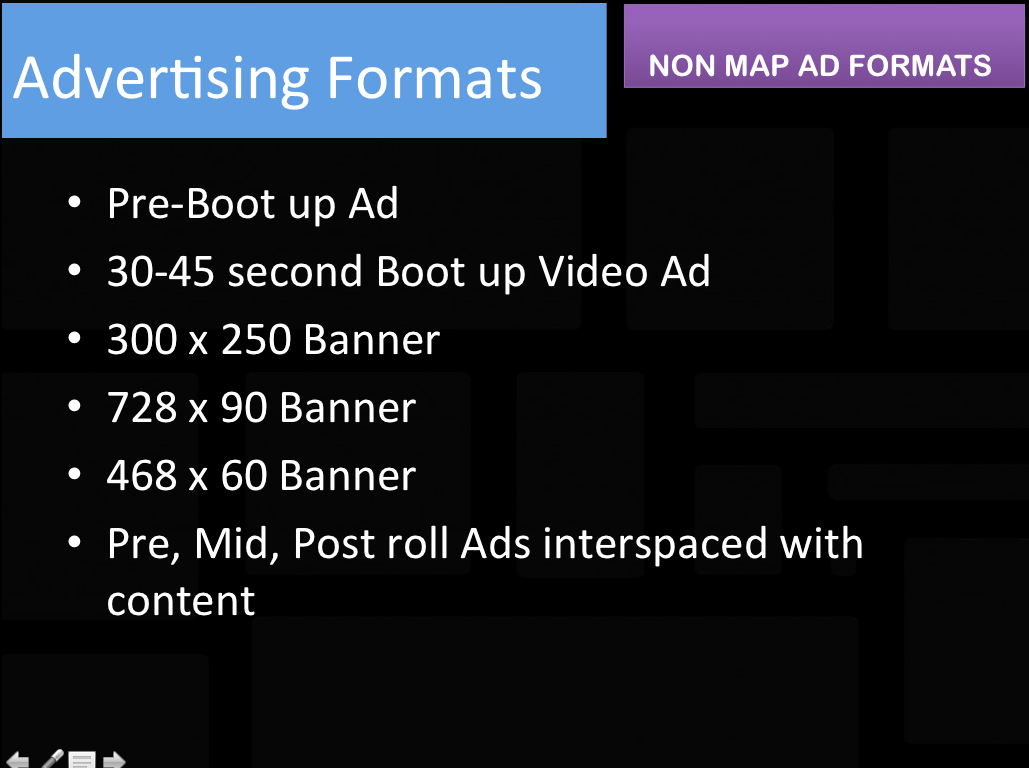 Advertising Formats
NON MAP AD FORMATS
• Pre-Boot up Ad
• 30-45 second Boot up Video Ad
• 300 x 250 Banner
• 728 x 90 Banner
• 468 x 60 Banner
• Pre, Mid, Post roll Ads interspaced with
content